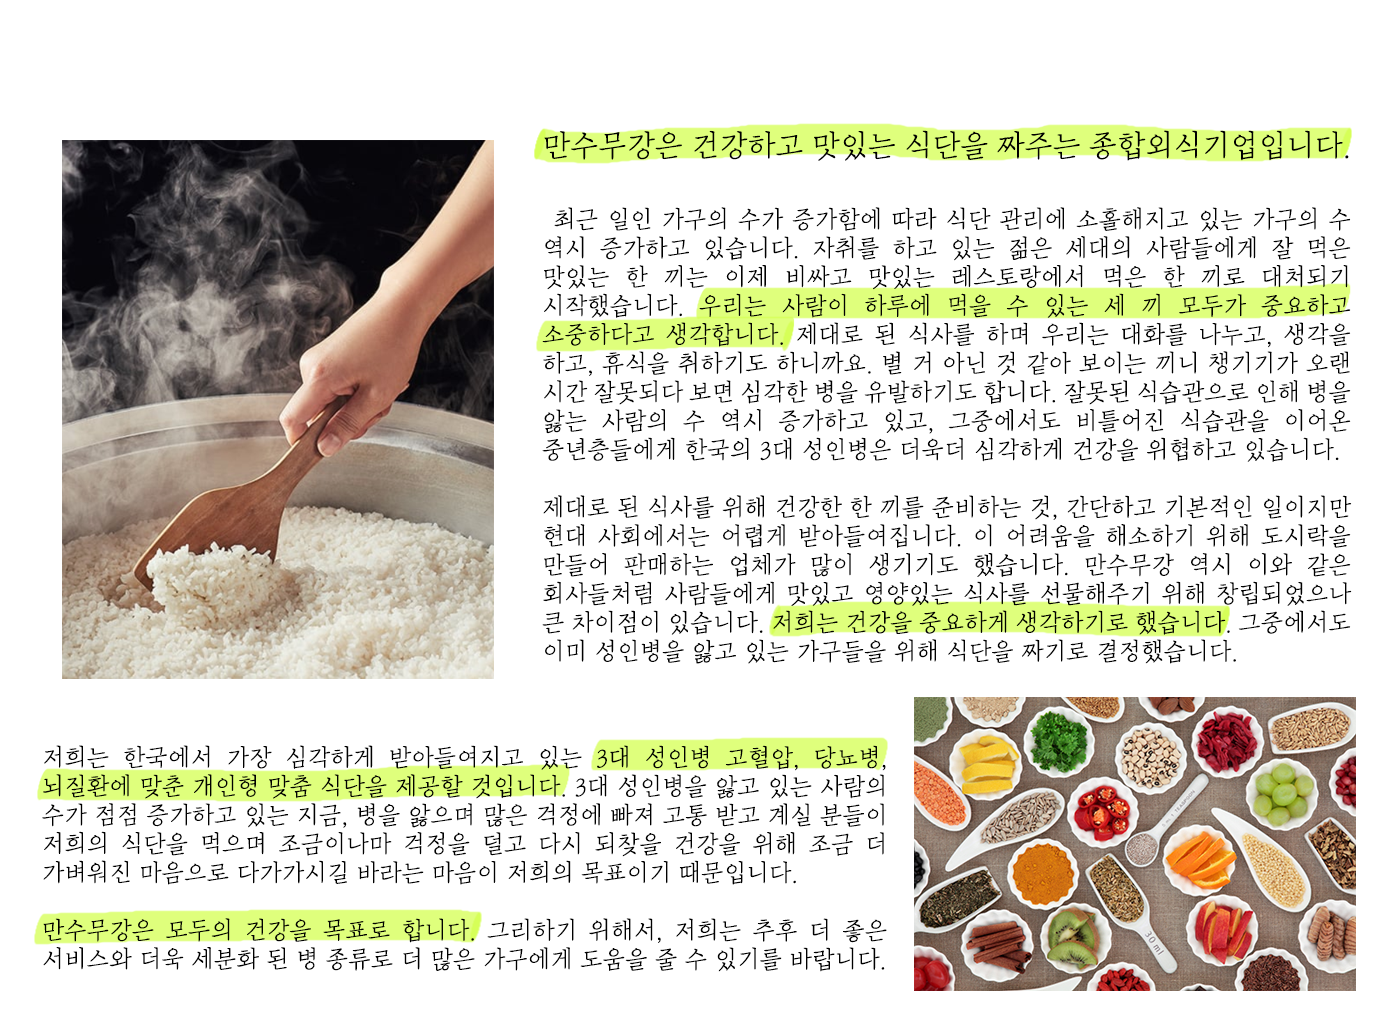 만수무강은 건강하고 맛있는 식단을 짜주는 종합외식기업입니다.
최근 일인 가구의 수가 증가함에 따라 식단 관리에 소홀해지고 있는 가구의 수
역시 증가하고 있습니다. 자취를 하고 있는 젊은 세대의 사람들에게 잘 먹은
맛있는 한 끼는 이제 비싸고 맛있는 레스토랑에서 먹은 한 끼로 대처되기
시작했습니다. 우리는 사람이 하루에 먹을 수 있는 세 끼 모두가 중요하고
소중하다고 생각합니다. 제대로 된 식사를 하며 우리는 대화를 나누고, 생각을
하고, 휴식을 취하기도 하니까요. 별 거 아닌 것 같아 보이는 끼니 챙기기가 오랜
시간 잘못되다 보면 심각한 병을 유발하기도 합니다. 잘못된 식습관으로 인해 병을
앓는 사람의 수 역시 증가하고 있고, 그중에서도 비틀어진 식습관을 이어온
중년층들에게 한국의 3대 성인병은 더욱더 심각하게 건강을 위협하고 있습니다.
제대로 된 식사를 위해 건강한 한 끼를 준비하는 것, 간단하고 기본적인 일이지만
현대 사회에서는 어렵게 받아들여집니다. 이 어려움을 해소하기 위해 도시락을
만들어 판매하는 업체가 많이 생기기도 했습니다. 만수무강 역시 이와 같은
회사들처럼 사람들에게 맛있고 영양있는 식사를 선물해주기 위해 창립되었으나
큰 차이점이 있습니다. 저희는 건강을 중요하게 생각하기로 했습니다. 그중에서도
이미 성인병을 앓고 있는 가구들을 위해 식단을 짜기로 결정했습니다.
저희는 한국에서 가장 심각하게 받아들여지고 있는 3대 성인병 고혈압, 당뇨병,
뇌질환에 맞춘 개인형 맞춤 식단을 제공할 것입니다. 3대 성인병을 앓고 있는 사람의
수가 점점 증가하고 있는 지금, 병을 앓으며 많은 걱정에 빠져 고통 받고 계실 분들이
저희의 식단을 먹으며 조금이나마 걱정을 덜고 다시 되찾을 건강을 위해 조금 더
가벼워진 마음으로 다가가시길 바라는 마음이 저희의 목표이기 때문입니다.
만수무강은 모두의 건강을 목표로 합니다. 그리하기 위해서, 저희는 추후 더 좋은
서비스와 더욱 세분화 된 병 종류로 더 많은 가구에게 도움을 줄 수 있기를 바랍니다.
30 ml